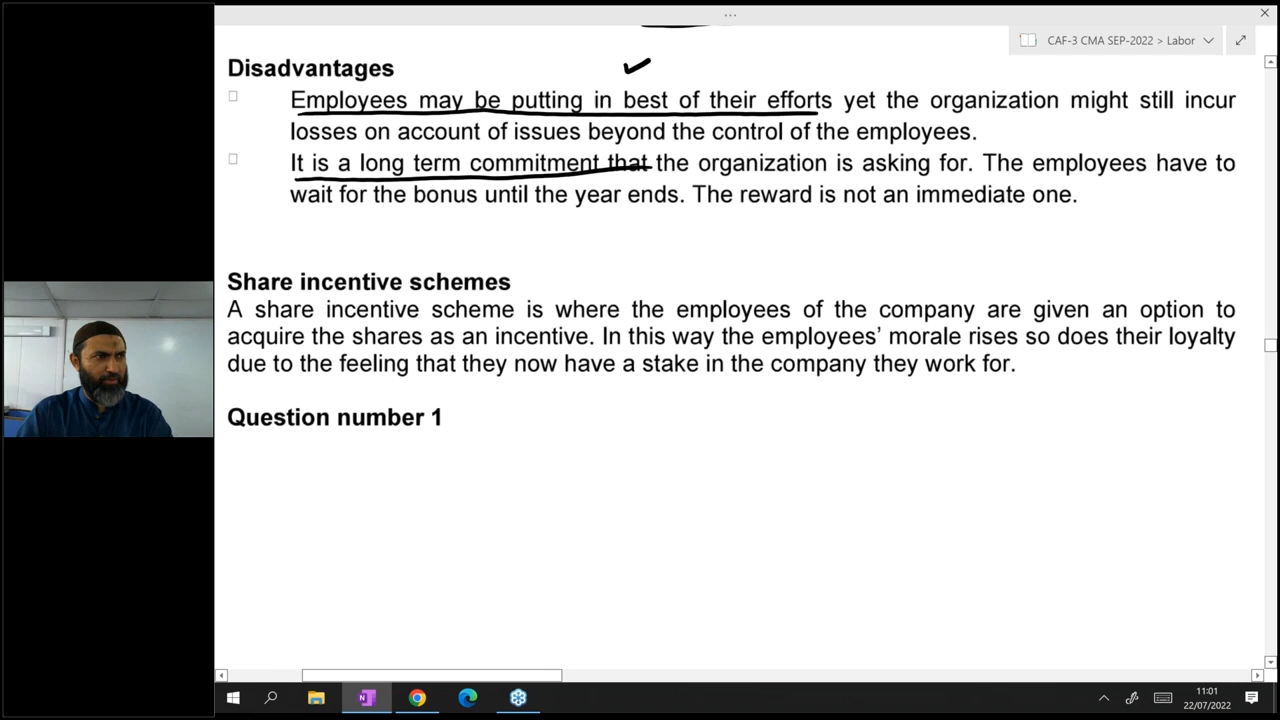 CAF-3 CMA SEP-2022 > Labor
Disadvantages
Employees may be putting in best of their efforts yet the organization might still incur
losses on account of issues beyond the control of the employees.
It is a long term commitment that the organization is asking for. The employees have to
wait for the bonus until the year ends. The reward is not an immediate one.
Share incentive schemes
A share incentive scheme is where the employees of the company are given an option to
acquire the shares as an incentive. In this way the employees’ morale rises so does their loyalty
due to the feeling that they now have a stake in the company they work for.
Question number 1
11:01
22/07/2022